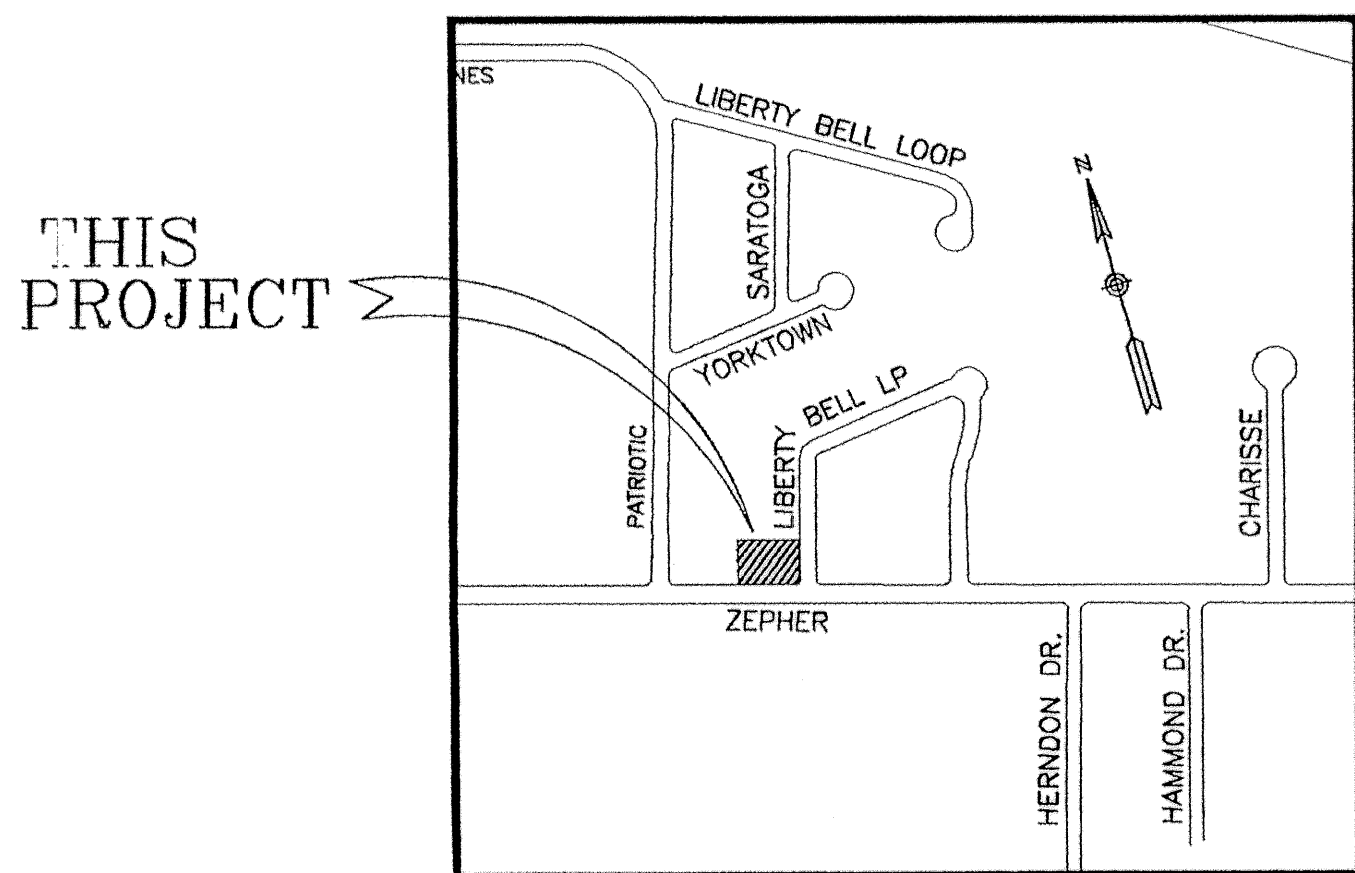 THIS
PROJECT
NES
LIBERTY BELL LOOP
SARATOGA
N
YORKTOWN
LIBERTY
BELL LP
PATRIOTIC
CHARISSE
ZEPHER
HERNDON DR.
HAMMOND DR.